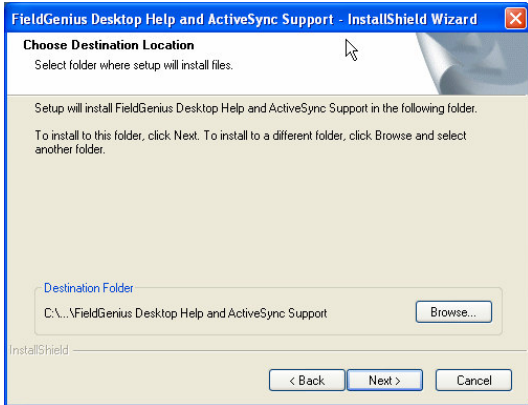 FieldGenius Desktop Help and ActiveSync Support - InstallShield Wizard
Choose Destination Location
Select folder where setup will install files.
Setup will install FieldGenius Desktop Help and ActiveSync Support in the following folder.
To install to this folder, click Next. To install to a different folder, click Browse and select
another folder.
Destination Folder
C:\...\FieldGenius Desktop Help and ActiveSync Support
Browse...
InstallShield
< Back
Next >
Cancel